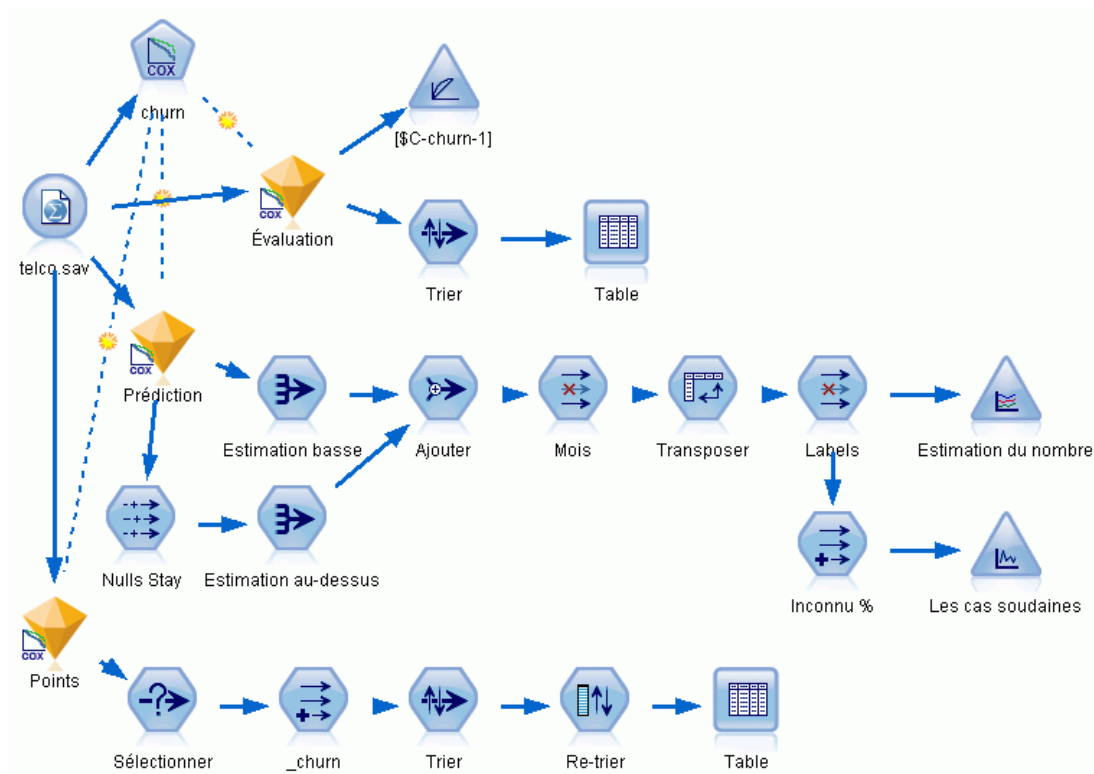 COX
churn
[$C-churn-1]
COX
Évaluation
telco.sav
Trier
Table
COX
Prédiction
Estimation basse
Ajouter
Mois
Transposer
Labels
Estimation du nombre
Nulls Stay
Estimation au-dessus
Inconnu %
Les cas soudaines
COX
Points
Sélectionner
_churn
Trier
Re-trier
Table